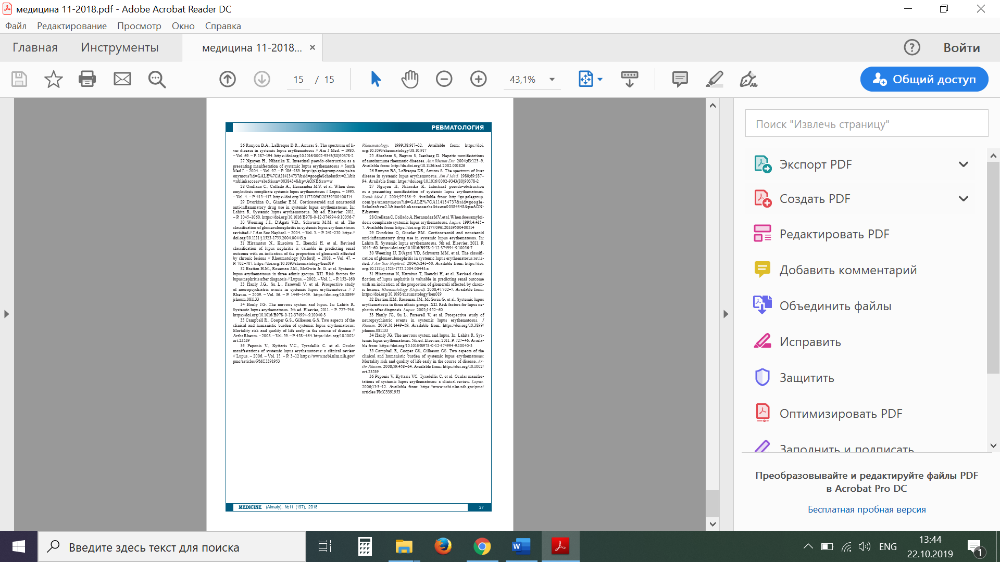 медицина 11-2018.pdf - Adobe Acrobat Reader DC
Файл Редактирование Просмотр Окно Справка
Главная Инструменты медицина 11-2018... × Войти
15 / 15 43,1% Общий доступ
РЕВМАТОЛОГИЯ
26 Runyon B.A., LaBreque D.R., Anuras S. The spectrum of li-
ver disease in systemic lupus erythematosus // Am J Med. – 1980.
– Vol. 69. – P. 187–194. https://doi.org/10.1016/0002-9343(80)90378-2
27 Nguyen H., Niharika K. Intestinal pseudo-obstruction as a
presenting manifestation of systemic lupus erythematosus // South
Med J. – 2004. – Vol. 97. – P. 186–189. http://go.galegroup.com/ps/an
onymous?id=GALE%7CA114134737&sid=googleScholar&v=2.1&it
=r&linkaccess=abs&issn=00384348&p=AONE&sw=w
28 Orellana C., Collado A., Hernandez M.V. et al. When does
amyloidosis complicate systemic lupus erythematosus // Lupus. – 1995.
– Vol. 4. – P. 415–417. https://doi.org/10.1177/096120339500400514
29 Dvorkina O., Ginzler E.M. Corticosteroid and nonsteroid
anti-inflammatory drug use in systemic lupus erythematosus. In:
Lahita R. Systemic lupus erythematosus. 5th ed. Elsevier, 2011.
– P. 1045–1060. https://doi.org/10.1016/B978-0-12-374994-9.10056-7
30 Weening J.J., D'Agati V.D., Schwartz M.M. et al. The
classification of glomerulonephritis in systemic lupus erythematosus
revisited // J Am Soc Nephrol. – 2004. – Vol. 5. – P. 241–250. https://
doi.org/10.1111/j.1523-1755.2004.00443.x
31 Hiramatsu N., Kuroiwa T., Ikeuchi H. et al. Revised
classification of lupus nephritis is valuable in predicting renal
outcome with an indication of the proportion of glomeruli affected
by chronic lesions // Rheumatology (Oxford). – 2008. – Vol. 47. –
P. 702–707. https://doi.org/10.1093/rheumatology/ken019
32 Bastian H.M., Roseman J.M., McGwin Jr. G. et al. Systemic
lupus erythematosus in three ethnic groups. XII. Risk factors for
lupus nephritis after diagnosis // Lupus. – 2002. – Vol. 1. – P. 152–160
33 Hanly J.G., Su L., Farewell V. et al. Prospective study
of neuropsychiatric events in systemic lupus erythematosus // J
Rheum. – 2009. – Vol. 36. – P. 1449–1459. https://doi.org/10.3899/
jrheum.081133
34 Hanly J.G. The nervous system and lupus. In: Lahita R.
Systemic lupus erythematosus. 5th ed. Elsevier, 2011. – P. 727–746.
https://doi.org/10.1016/B978-0-12-374994-9.10040-3
35 Campbell R., Cooper G.S., Gilkeson G.S. Two aspects of the
clinical and humanistic burden of systemic lupus erythematosus:
Mortality risk and quality of life early in the course of disease //
Arthr Rheum. – 2008. – Vol. 59. – P. 458–464. https://doi.org/10.1002/
art.23539
36 Peponis V., Kyttaris V.C., Tyradellis C. et al. Ocular
manifestations of systemic lupus erythematosus: a clinical review
// Lupus. – 2006. – Vol. 15. – P. 3–12 https://www.ncbi.nlm.nih.gov/
pmc/articles/PMC3391953
Rheumatology. 1999;38:917–32. Available from: https://doi.
org/10.1093/rheumatology/38.10.917
25 Abraham S, Begum S, Isenberg D. Hepatic manifestations
of autoimmune rheumatic diseases. Ann Rheum Dis. 2004;63:123–9.
Available from: http://dx.doi.org/10.1136/ard.2002.001826
26 Runyon BA, LaBreque DR, Anuras S. The spectrum of liver
disease in systemic lupus erythematosus. Am J Med. 1980;69:187–
94. Available from: https://doi.org/10.1016/0002-9343(80)90378-2
27 Nguyen H, Niharika K. Intestinal pseudo-obstruction
as a presenting manifestation of systemic lupus erythematosus.
South Med J. 2004;97:186–9. Available from: http://go.galegroup.
com/ps/anonymous?id=GALE%7CA114134737&sid=google-
Scholar&v=2.1&it=r&linkaccess=abs&issn=00384348&p=AON-
E&sw=w
28 Orellana C, Collado A, Hernandez MV, et al. When does amyloi-
dosis complicate systemic lupus erythematosus. Lupus. 1995;4:415–
7. Available from: https://doi.org/10.1177/096120339500400514
29 Dvorkina O, Ginzler EM. Corticosteroid and nonsteroid
anti-inflammatory drug use in systemic lupus erythematosus. In:
Lahita R. Systemic lupus erythematosus. 5th ed. Elsevier; 2011. P.
1045–60. https://doi.org/10.1016/B978-0-12-374994-9.10056-7
30 Weening JJ, D'Agati VD, Schwartz MM, et al. The classifi-
cation of glomerulonephritis in systemic lupus erythematosus revis-
ited. J Am Soc Nephrol. 2004;5:241–50. Available from: https://doi.
org/10.1111/j.1523-1755.2004.00443.x
31 Hiramatsu N, Kuroiwa T, Ikeuchi H, et al. Revised classi-
fication of lupus nephritis is valuable in predicting renal outcome
with an indication of the proportion of glomeruli affected by chron-
ic lesions. Rheumatology (Oxford). 2008;47:702–7. Available from:
https://doi.org/10.1093/rheumatology/ken019
32 Bastian HM, Roseman JM, McGwin G, et al. Systemic lupus
erythematosus in three ethnic groups. XII. Risk factors for lupus ne-
phritis after diagnosis. Lupus. 2002;1:152–60
33 Hanly JG, Su L, Farewell V, et al. Prospective study of
neuropsychiatric events in systemic lupus erythematosus. J
Rheum. 2009;36:1449–59. Available from: https://doi.org/10.3899/
jrheum.081133
34 Hanly JG. The nervous system and lupus. In: Lahita R. Sys-
temic lupus erythematosus. 5th ed. Elsevier; 2011. P. 727–46. Availa-
ble from: https://doi.org/10.1016/B978-0-12-374994-9.10040-3
35 Campbell R, Cooper GS, Gilkeson GS. Two aspects of the
clinical and humanistic burden of systemic lupus erythematosus:
Mortality risk and quality of life early in the course of disease. Ar-
thr Rheum. 2008;59:458–64. Available from: https://doi.org/10.1002/
art.23539
36 Peponis V, Kyttaris VC, Tyradellis C, et al. Ocular manifes-
tations of systemic lupus erythematosus: a clinical review. Lupus.
2006;15:3–12. Available from: https://www.ncbi.nlm.nih.gov/pmc/
articles/PMC3391953
MEDICINE (Almaty), №11 (197), 2018 27
Поиск "Извлечь страницу"
Экспорт PDF
Создать PDF
Редактировать PDF
Добавить комментарий
Объединить файлы
Исправить
Защитить
Оптимизировать PDF
Заполнить и подписать
Преобразовывайте и редактируйте файлы PDF
в Acrobat Pro DC
Бесплатная пробная версия
Введите здесь текст для поиска
ENG
13:44
22.10.2019
1